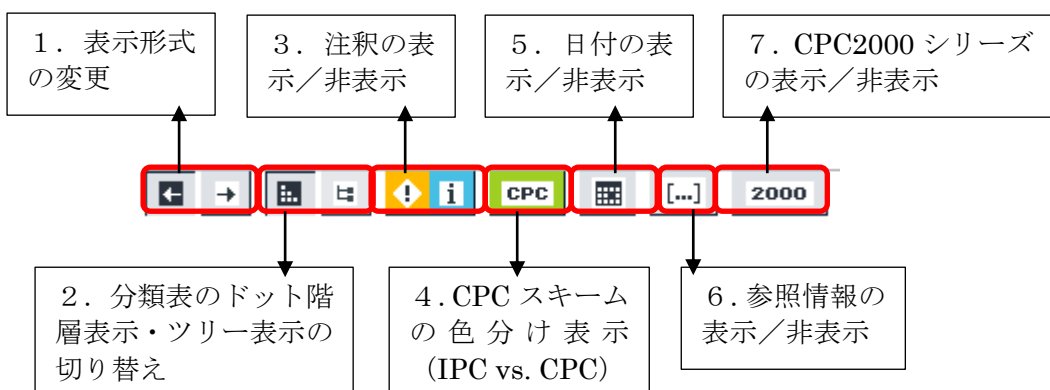 １．表示形式
の変更
３．注釈の表
示／非表示
５．日付の表
示／非表示
７．CPC2000 シリーズ
の表示／非表示
i
CPC
[...]
2000
２．分類表のドット階
層表示・ツリー表示の
切り替え
４.CPC スキーム
の色分け表示
（IPC vs. CPC）
６.参照情報の
表示／非表示